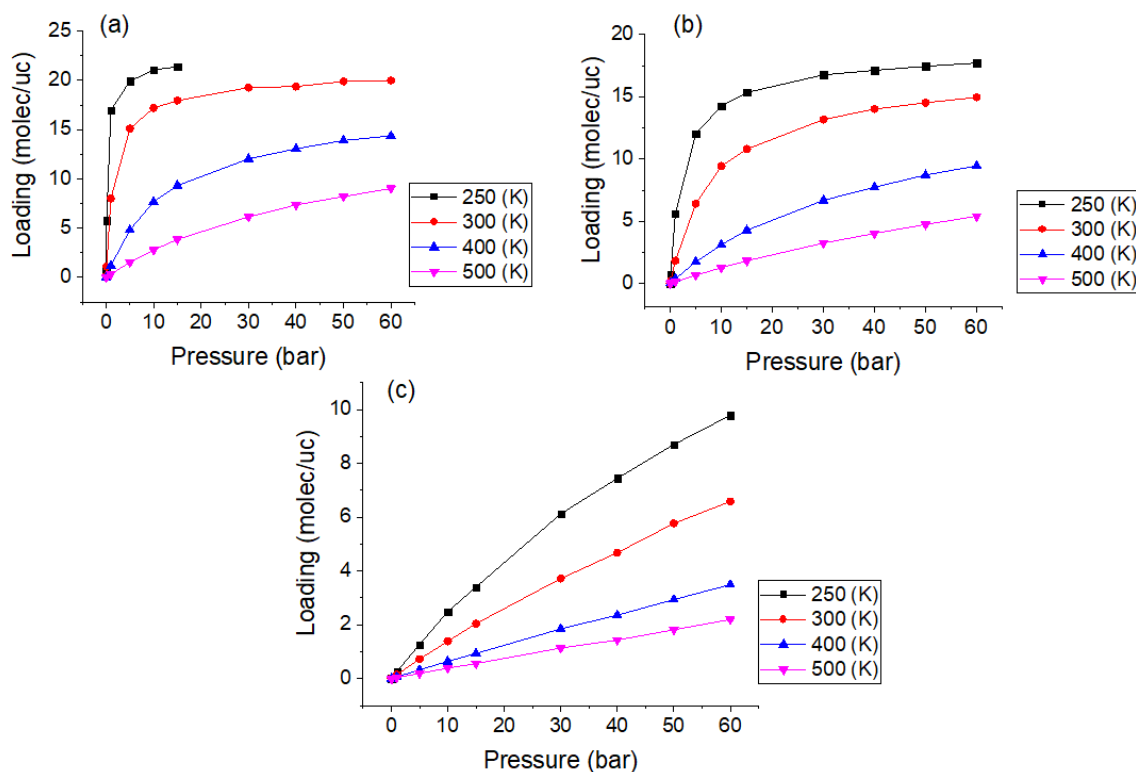 (a)
Loading (molec/uc)
25
20
15
10
5
0
0 10 20 30 40 50 60
Pressure (bar)
250 (K)
300 (K)
400 (K)
500 (K)
(b)
Loading (molec/uc)
20
15
10
5
0
0 10 20 30 40 50 60
Pressure (bar)
250 (K)
300 (K)
400 (K)
500 (K)
(c)
Loading (molec/uc)
10
8
6
4
2
0
0 10 20 30 40 50 60
Pressure (bar)
250 (K)
300 (K)
400 (K)
500 (K)